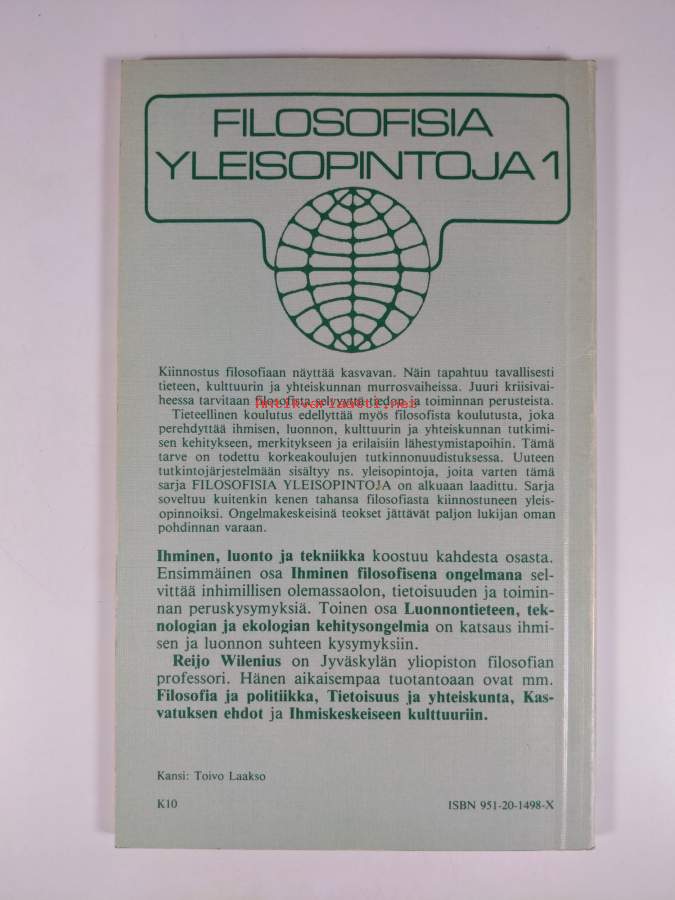 FILOSOFISIA
YLEISOPINTOJA 1
Kiinnostus filosofiaan näyttää kasvavan. Näin tapahtuu tavallisesti
tieteen, kulttuurin ja yhteiskunnan murrosvaiheissa. Juuri kriisivai-
heessa tarvitaan filosofista selvyyttä tiedon ja toiminnan perusteista.
Antikvariaatti.net
Tieteellinen koulutus edellyttää myös filosofista koulutusta, joka
perehdyttää ihmisen, luonnon, kulttuurin ja yhteiskunnan tutkimi-
sen kehitykseen, merkitykseen ja erilaisiin lähestymistapoihin. Tämä
tarve on todettu korkeakoulujen tutkinnonuudistuksessa. Uuteen
tutkintojärjestelmään sisältyy ns. yleisopintoja, joita varten tämä
sarja FILOSOFISIA YLEISOPINTOJA on alkuaan laadittu. Sarja
soveltuu kuitenkin kenen tahansa filosofiasta kiinnostuneen yleis-
opinnoiksi. Ongelmakeskeisinä teokset jättävät paljon lukijan oman
pohdinnan varaan.
Ihminen, luonto ja tekniikka koostuu kahdesta osasta.
Ensimmäinen osa Ihminen filosofisena ongelmana sel-
vittää inhimillisen olemassaolon, tietoisuuden ja toimin-
nan peruskysymyksiä. Toinen osa Luonnontieteen, tek-
nologian ja ekologian kehitysongelmia on katsaus ihmi-
sen ja luonnon suhteen kysymyksiin.
Reijo Wilenius on Jyväskylän yliopiston filosofian
professori. Hänen aikaisempaa tuotantoaan ovat mm.
Filosofia ja politiikka, Tietoisuus ja yhteiskunta, Kas-
vatuksen ehdot ja Ihmiskeskeiseen kulttuuriin.
Kansi: Toivo Laakso
K10
ISBN 951-20-1498-X